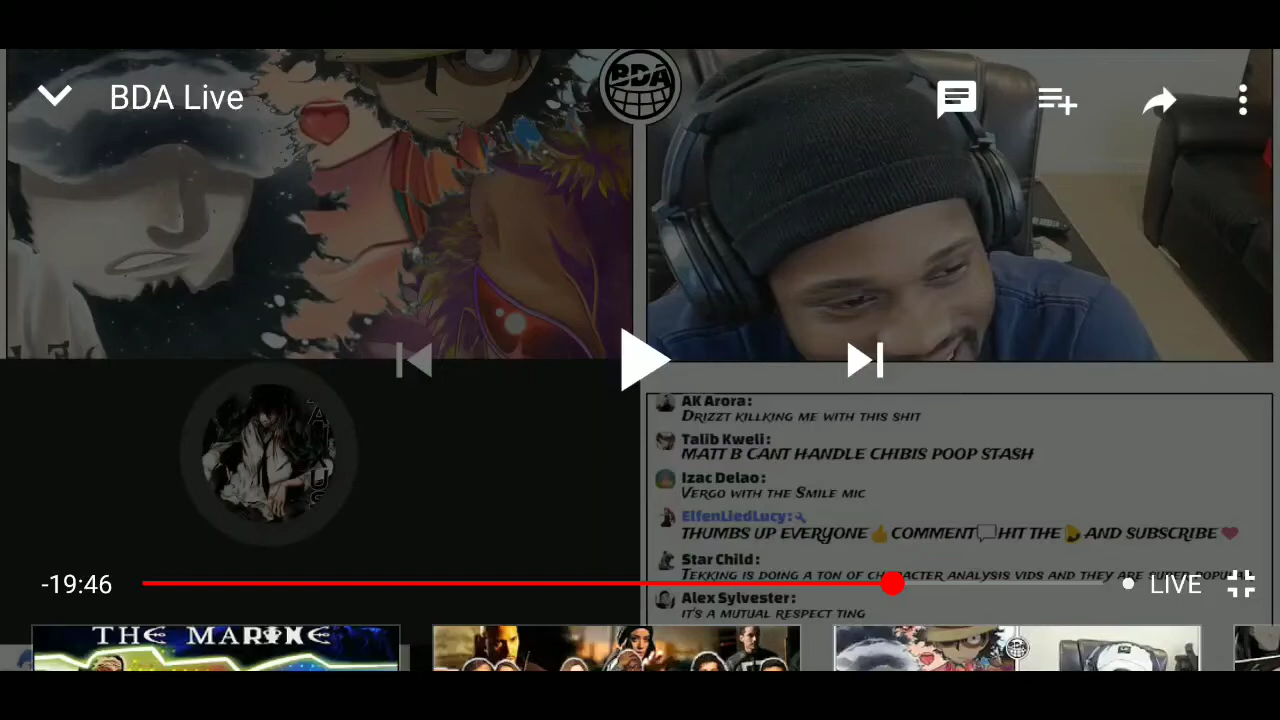 BDA
BDA Live
AK Arora:
DRIZZT KILLKING ME WITH THIS SHIT
Talib Kweli:
MATT B CANT HANDLE CHIBIS POOP STASH
Izac Delao:
VERGO WITH THE SMILE MIC
ElfenLiedLucy:
THUMBS UP EVERYONE👍COMMENT💬HIT THE AND SUBSCRIBE❤
Star Child:
TEKKING IS DOING A TON OF CHARACTER ANALYSIS VIDS AND THEY ARE SUPER POPULAR
-19:46
LIVE
Alex Sylvester:
IT'S A MUTUAL RESPECT TING
THE MARINE